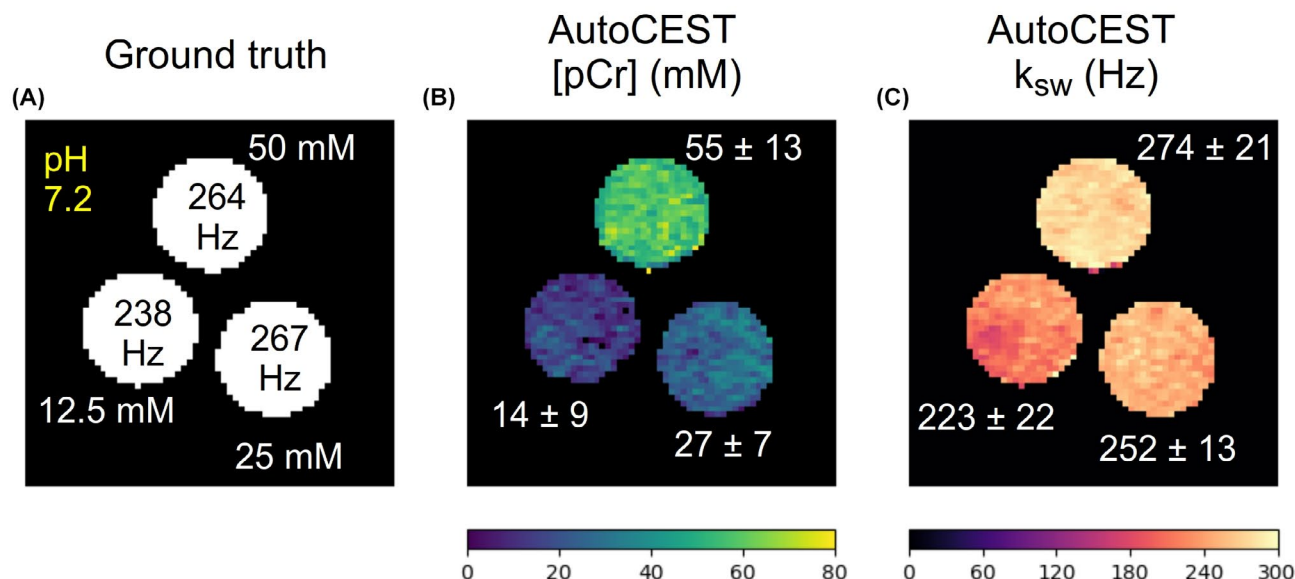 Ground truth
AutoCEST
[pCr] (mM)
AutoCEST
ksw (Hz)
(A)
(B)
(C)
pH
7.2
50 mM
264
Hz
238
Hz
267
Hz
12.5 mM
25 mM
55 ± 13
14 ± 9
27 ± 7
274 ± 21
223 ± 22
252 ± 13
0 20 40 60 80
0 60 120 180 240 300